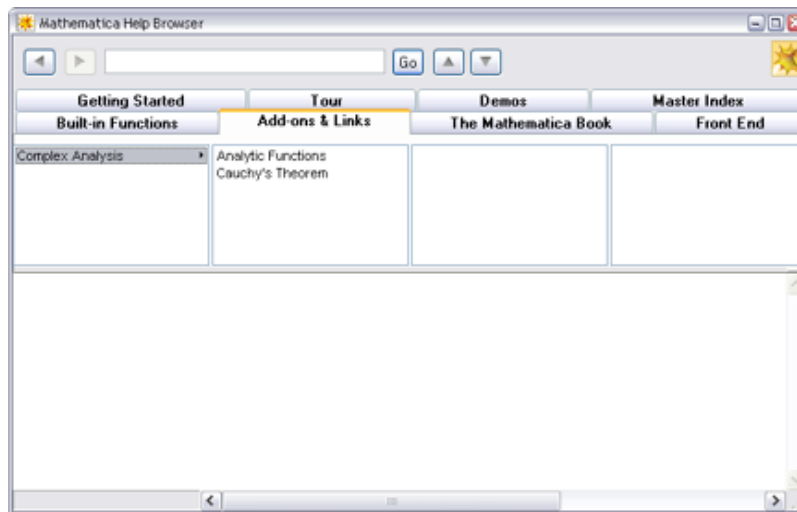 Mathematica Help Browser
Go
Getting Started Tour Demos Master Index
Built-in Functions Add-ons & Links The Mathematica Book Front End
Complex Analysis Analytic Functions
Cauchy's Theorem